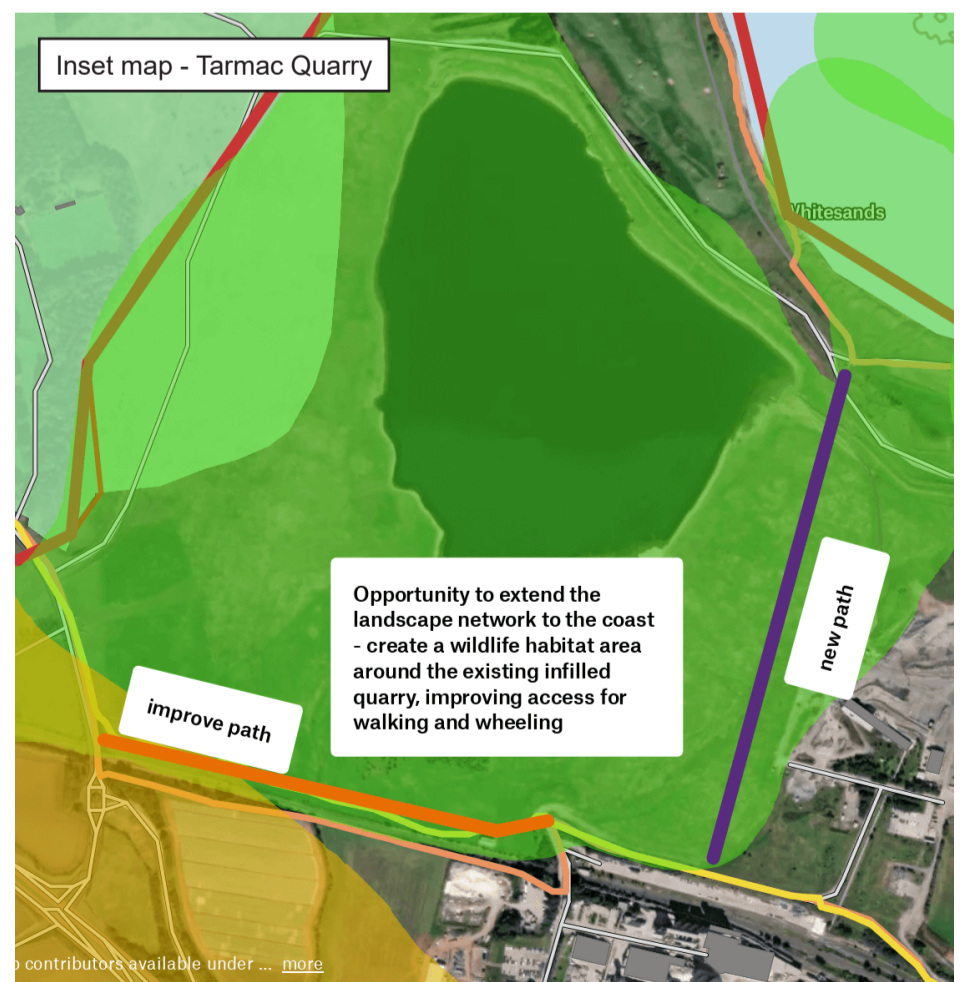 Inset map - Tarmac Quarry
Whitesands
Opportunity to extend the
landscape network to the coast
- create a wildlife habitat area
around the existing infilled
quarry, improving access for
walking and wheeling
new path
improve path
contributors available under ... more